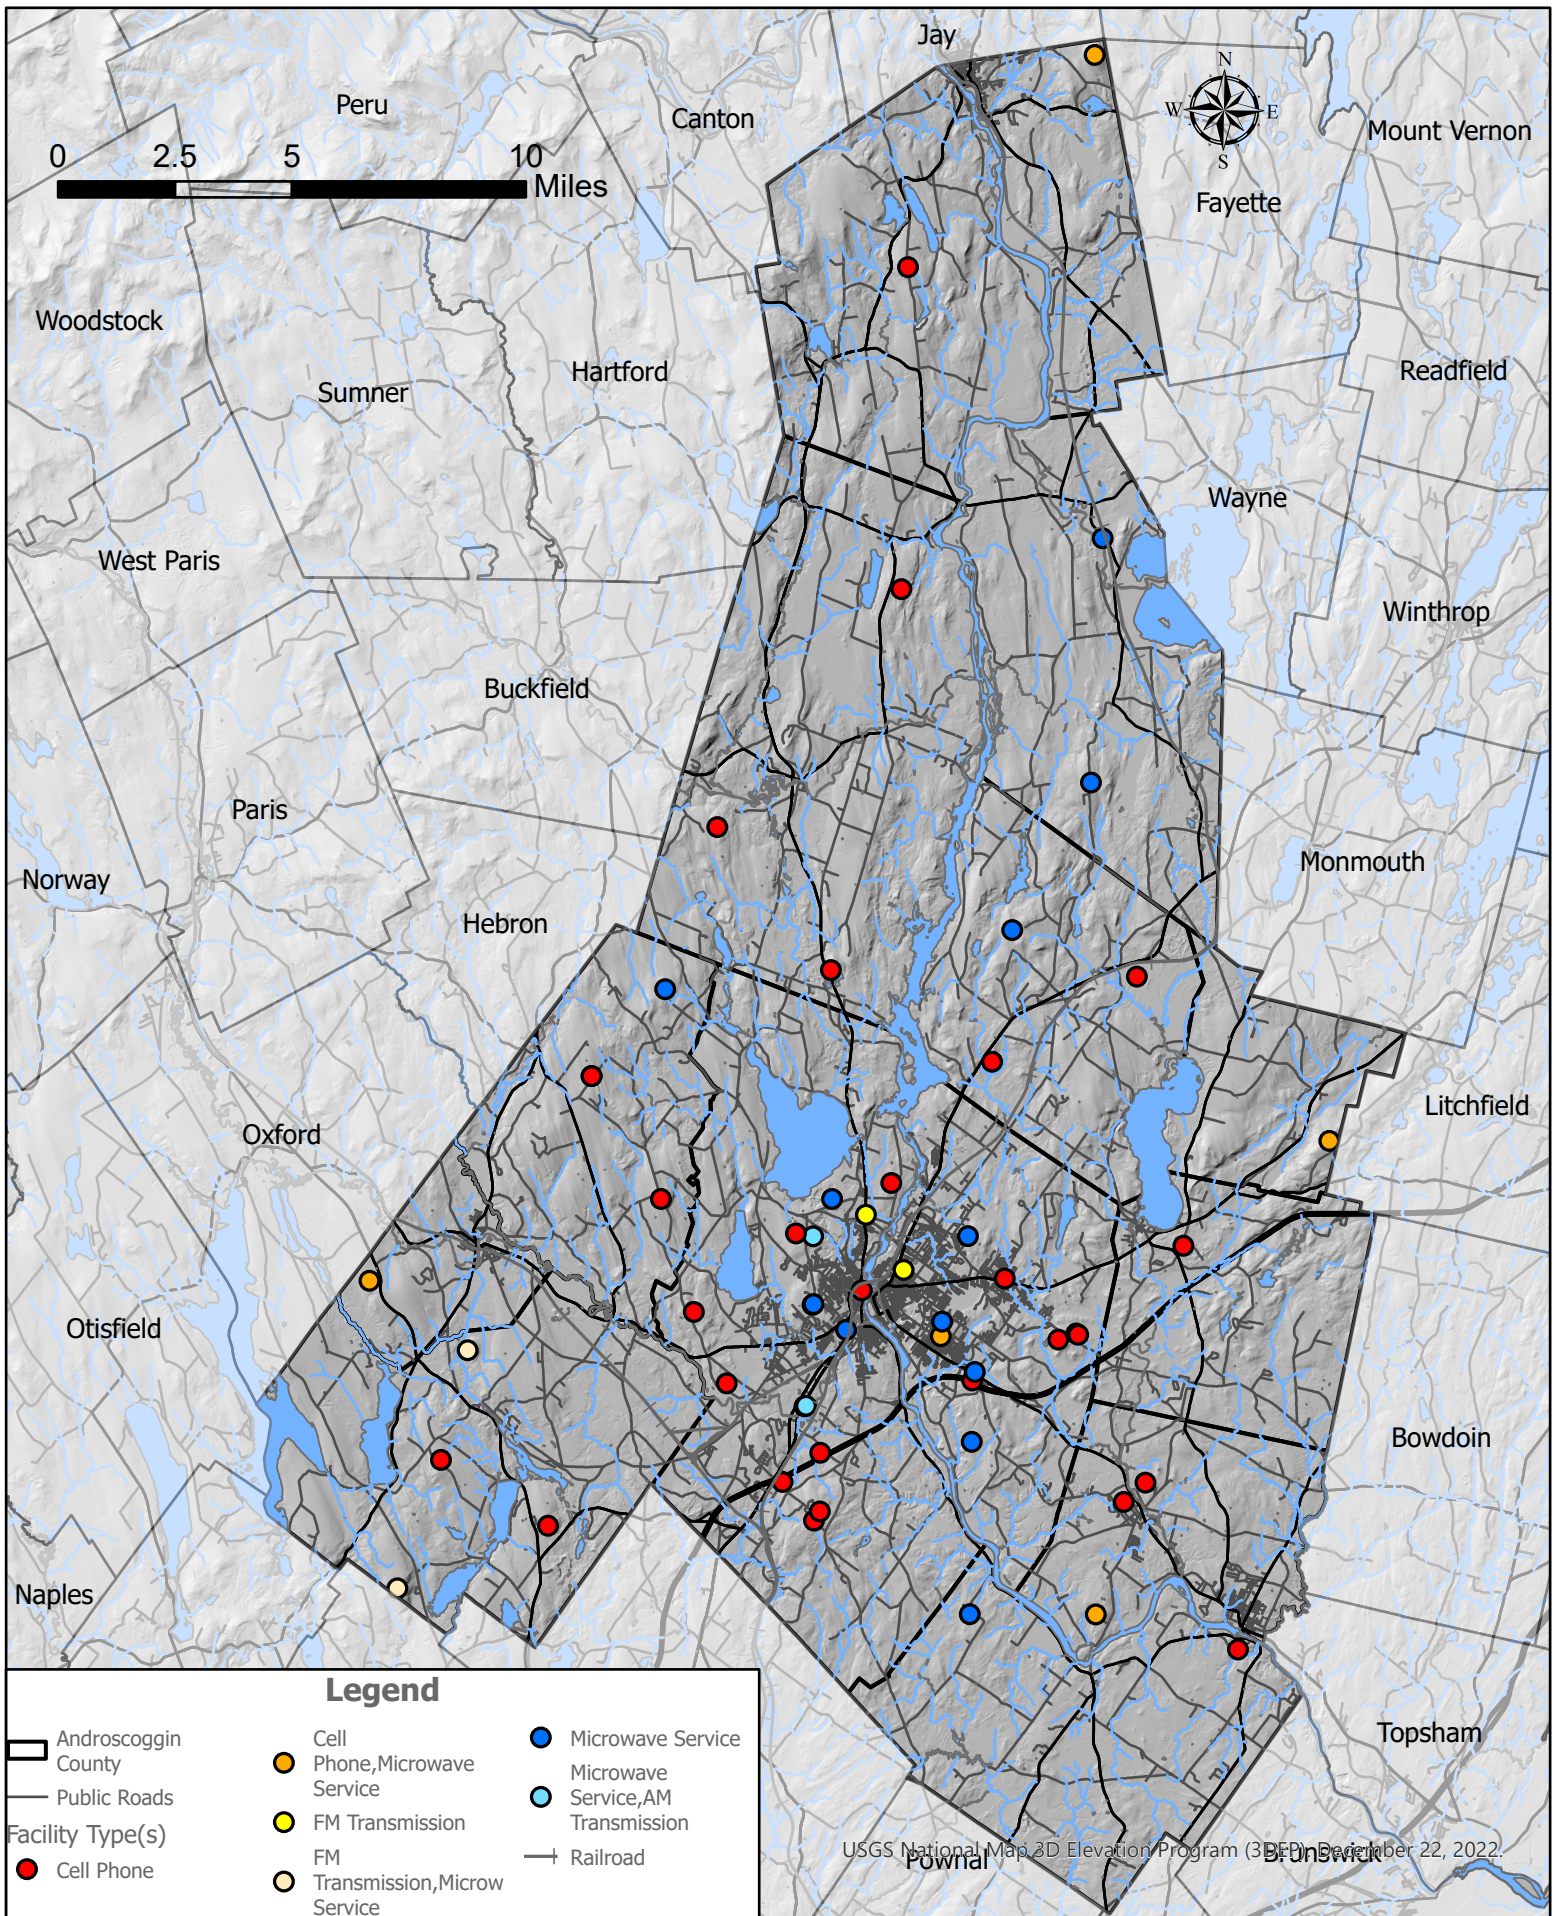 Jay
N
Peru
Canton
W
E
Mount Vernon
0 2.5 5 10
S
Miles
Fayette
Woodstock
Hartford
Readfield
Sumner
Wayne
West Paris
Winthrop
Buckfield
Paris
Monmouth
Norway
Hebron
Litchfield
Oxford
Otisfield
Bowdoin
Naples
Topsham
Pownal
Brunswick
USGS National Map 3D Elevation Program (3DEP). December 22, 2022.
Legend
Androscoggin
County
Public Roads
Facility Type(s)
Cell Phone
Cell
Phone,Microwave
Service
FM Transmission
FM
Transmission,Microw
Service
Microwave Service
Microwave
Service,AM
Transmission
Railroad